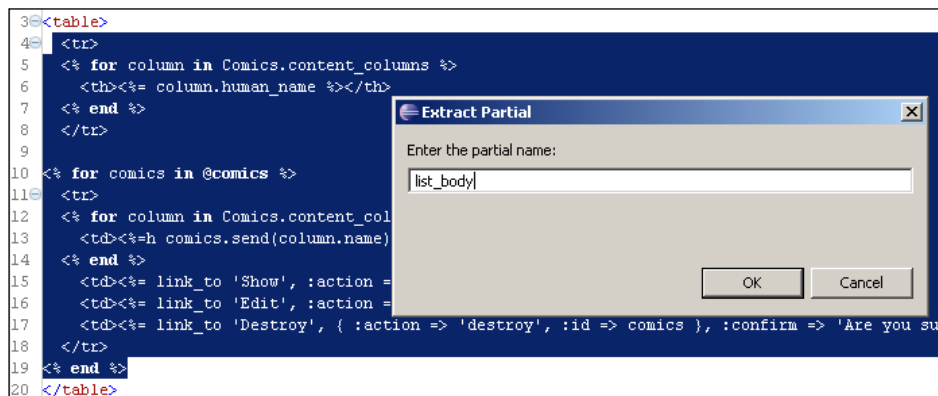 3 <table>
4 <tr>
5 <% for column in Comics.content_columns %>
6 <th><%= column.human_name %></th>
7 <% end %>
8 </tr>
9
10 <% for comics in @comics %>
11 <tr>
12 <% for column in Comics.content_col
13 <td><%=h comics.send(column.name)
14 <% end %>
15 <td><%= link_to 'Show', :action =
16 <td><%= link_to 'Edit', :action =
17 <td><%= link_to 'Destroy', { :action => 'destroy', :id => comics }, :confirm => 'Are you su
18 </tr>
19 <% end %>
20 </table>
Extract Partial
Enter the partial name:
list_body
OK Cancel